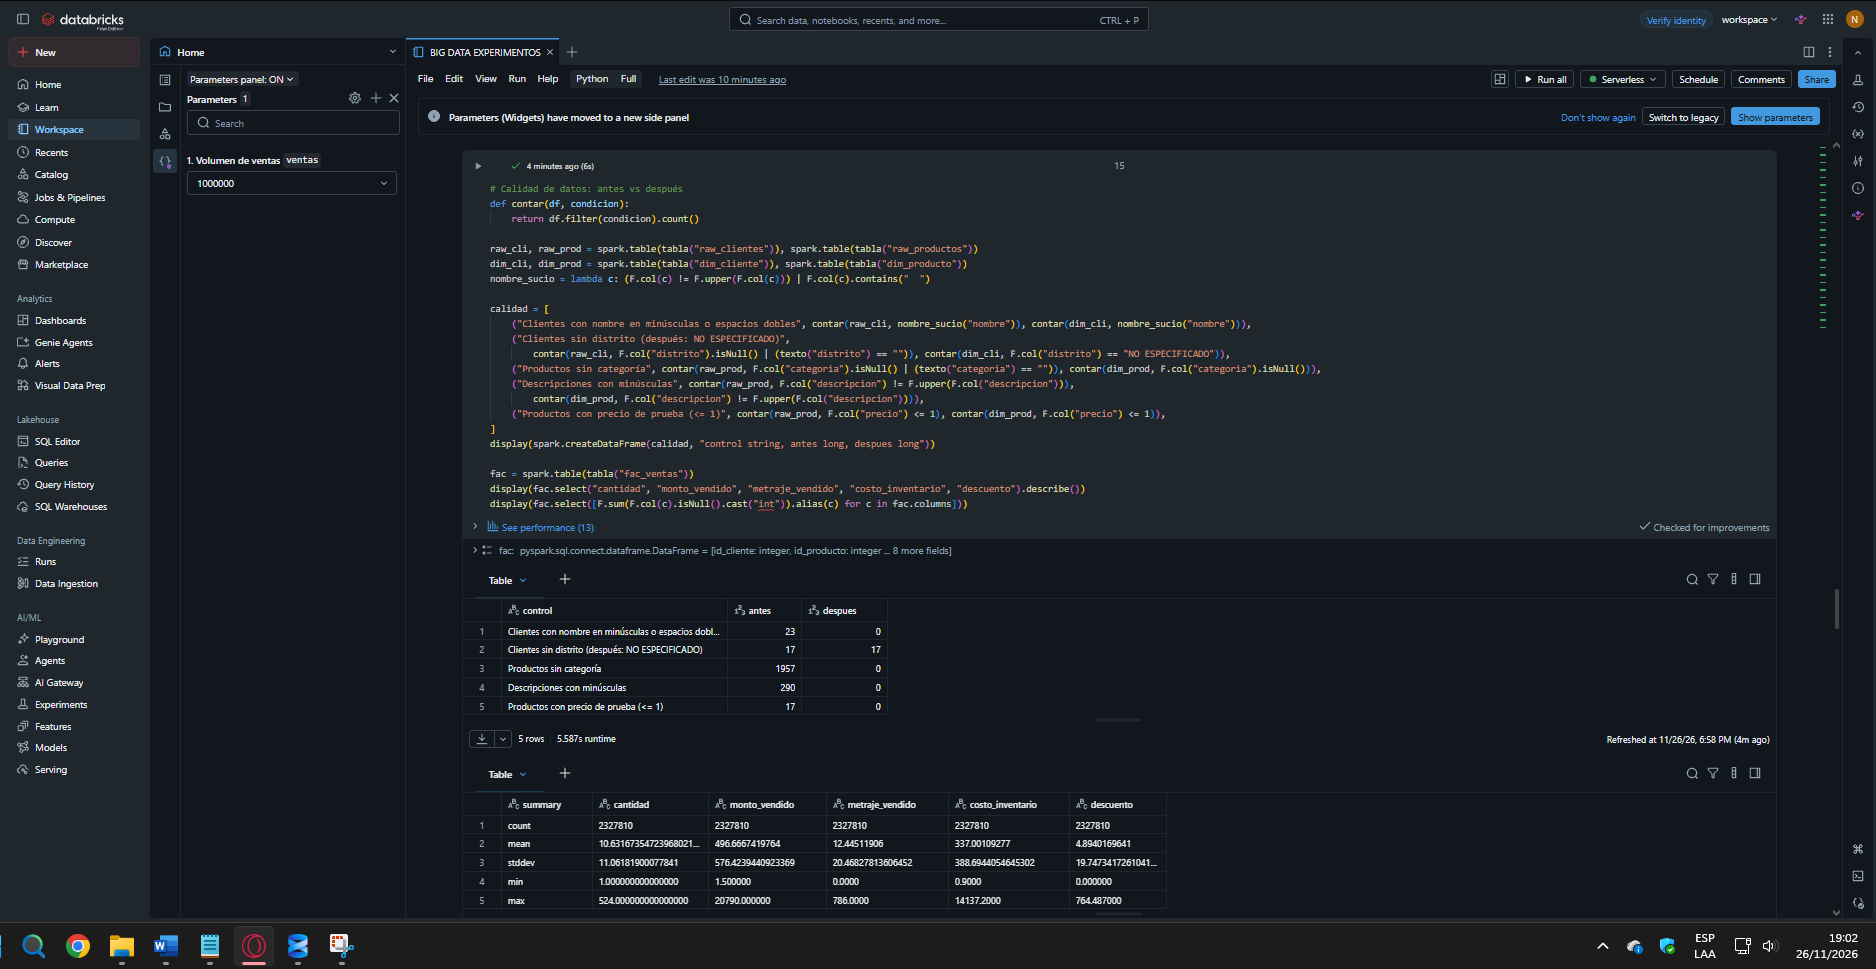 databricks
Free Edition
Search data, notebooks, recents, and more...
CTRL + P
Verify identity
workspace
N
New
Home
Learn
Workspace
Recents
Catalog
Jobs & Pipelines
Compute
Discover
Marketplace
Analytics
Dashboards
Genie Agents
Alerts
Visual Data Prep
Lakehouse
SQL Editor
Queries
Query History
SQL Warehouses
Data Engineering
Runs
Data Ingestion
AI/ML
Playground
Agents
AI Gateway
Experiments
Features
Models
Serving
Home
Parameters panel: ON
Parameters 1
Search
1. Volumen de ventas ventas
1000000
BIG DATA EXPERIMENTOS
File Edit View Run Help Python Full Last edit was 10 minutes ago
Run all Serverless Schedule Comments Share
Parameters (Widgets) have moved to a new side panel
Don't show again Switch to legacy Show parameters
4 minutes ago (6s)
15
# Calidad de datos: antes vs después
def contar(df, condicion):
return df.filter(condicion).count()
raw_cli, raw_prod = spark.table(tabla("raw_clientes")), spark.table(tabla("raw_productos"))
dim_cli, dim_prod = spark.table(tabla("dim_cliente")), spark.table(tabla("dim_producto"))
nombre_sucio = lambda c: (F.col(c) != F.upper(F.col(c))) | F.col(c).contains("  ")
calidad = [
("Clientes con nombre en minúsculas o espacios dobles", contar(raw_cli, nombre_sucio("nombre")), contar(dim_cli, nombre_sucio("nombre"))),
("Clientes sin distrito (después: NO ESPECIFICADO)",
contar(raw_cli, F.col("distrito").isNull() | (texto("distrito") == "")), contar(dim_cli, F.col("distrito") == "NO ESPECIFICADO")),
("Productos sin categoría", contar(raw_prod, F.col("categoria").isNull() | (texto("categoria") == "")), contar(dim_prod, F.col("categoria").isNull())),
("Descripciones con minúsculas", contar(raw_prod, F.col("descripcion") != F.upper(F.col("descripcion"))),
contar(dim_prod, F.col("descripcion") != F.upper(F.col("descripcion")))),
("Productos con precio de prueba (<= 1)", contar(raw_prod, F.col("precio") <= 1), contar(dim_prod, F.col("precio") <= 1)),
]
display(spark.createDataFrame(calidad, "control string, antes long, despues long"))
fac = spark.table(tabla("fac_ventas"))
display(fac.select("cantidad", "monto_vendido", "metraje_vendido", "costo_inventario", "descuento").describe())
display(fac.select([F.sum(F.col(c).isNull().cast("int")).alias(c) for c in fac.columns]))
See performance (13)
Checked for improvements
fac: pyspark.sql.connect.dataframe.DataFrame = [id_cliente: integer, id_producto: integer ... 8 more fields]
Table
control antes despues
1 Clientes con nombre en minúsculas o espacios dobl... 23 0
2 Clientes sin distrito (después: NO ESPECIFICADO) 17 17
3 Productos sin categoría 1957 0
4 Descripciones con minúsculas 290 0
5 Productos con precio de prueba (<= 1) 17 0
5 rows 5.587s runtime
Refreshed at 11/26/26, 6:58 PM (4m ago)
Table
summary cantidad monto_vendido metraje_vendido costo_inventario descuento
1 count 2327810 2327810 2327810 2327810 2327810
2 mean 10.63167354723968021... 496.6667419764 12.44511906 337.00109277 4.8940169641
3 stddev 11.06181900077841 576.4239440923369 20.46827813606452 388.6944054645302 19.7473417261041...
4 min 1.000000000000000 1.500000 0.0000 0.9000 0.000000
5 max 524.000000000000000 20790.000000 786.0000 14137.2000 764.487000
ESP
LAA
19:02
26/11/2026